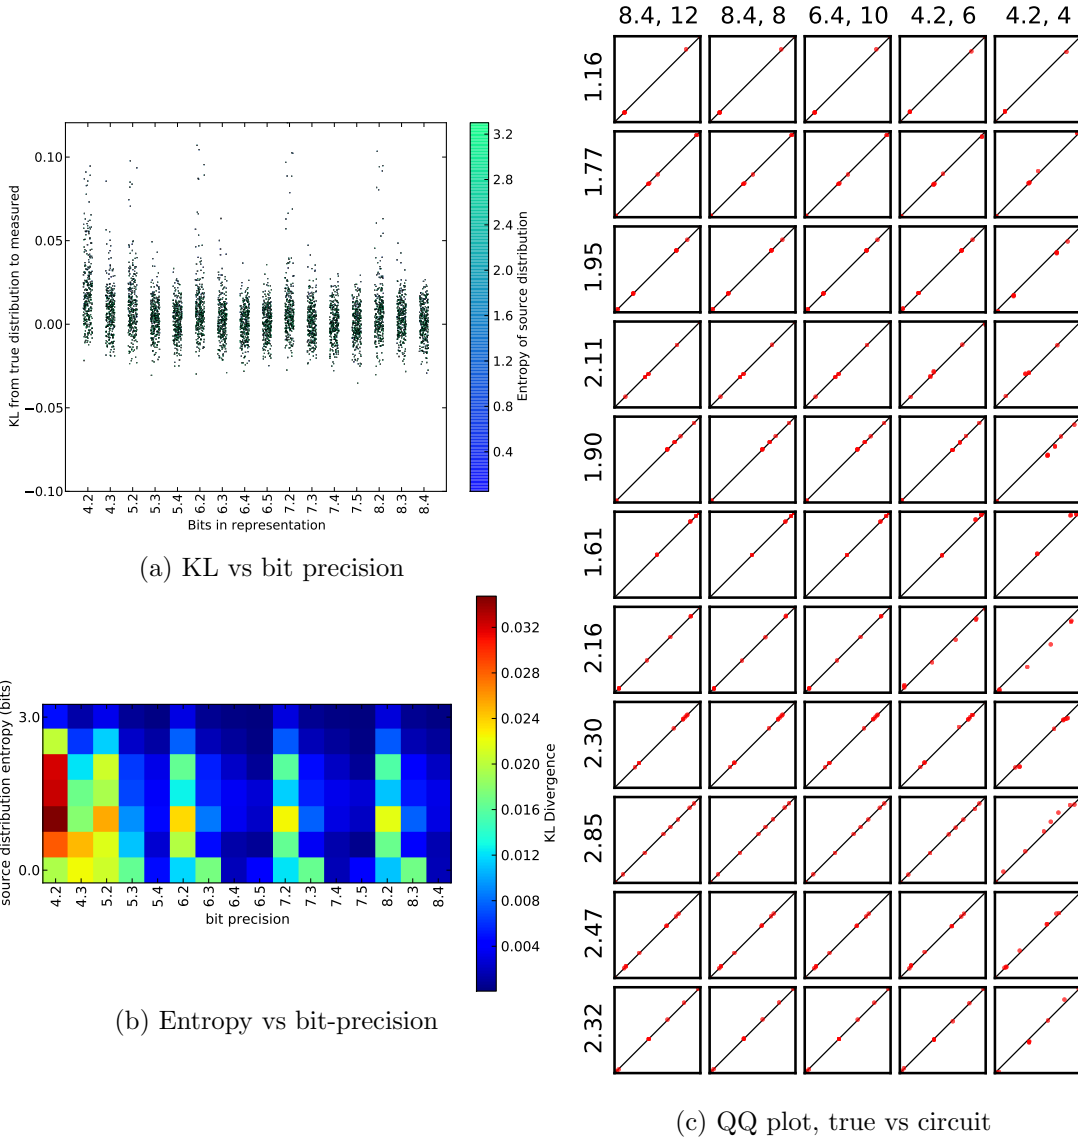 KL from true distribution to measured
0.10
0.05
0.00
−0.05
−0.10
4.2 4.3 5.2 5.3 5.4 6.2 6.3 6.4 6.5 7.2 7.3 7.4 7.5 8.2 8.3 8.4
Bits in representation
3.2
2.8
2.4
2.0
1.6
1.2
0.8
0.4
Entropy of source distribution
(a) KL vs bit precision
source distribution entropy (bits)
3.0
0.0
4.2 4.3 5.2 5.3 5.4 6.2 6.3 6.4 6.5 7.2 7.3 7.4 7.5 8.2 8.3 8.4
bit precision
0.032
0.028
0.024
0.020
0.016
0.012
0.008
0.004
KL Divergence
(b) Entropy vs bit-precision
8.4, 12 8.4, 8 6.4, 10 4.2, 6 4.2, 4
1.16
1.77
1.95
2.11
1.90
1.61
2.16
2.30
2.85
2.47
2.32
(c) QQ plot, true vs circuit